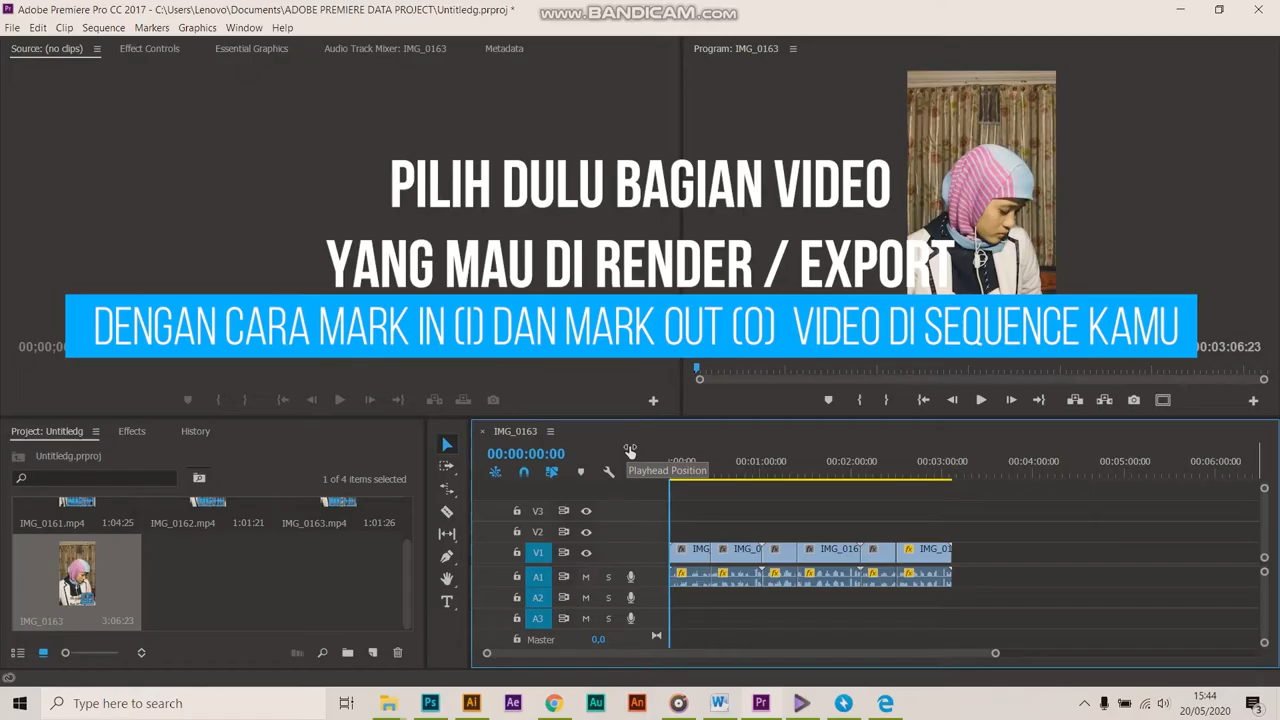 Adobe Premiere Pro CC 2017 - C:\Users\Lenovo\Documents\ADOBE PREMIERE DATA PROJECT\Untitledg.prproj *
www.BANDICAM.com
File Edit Clip Sequence Markers Graphics Window Help
Source: (no clips) Effect Controls Essential Graphics Audio Track Mixer: IMG_0163 Metadata
Program: IMG_0163
PILIH DULU BAGIAN VIDEO
YANG MAU DI RENDER / EXPORT
DENGAN CARA MARK IN (I) DAN MARK OUT (O) VIDEO DI SEQUENCE KAMU
00:03:06:23
Project: Untitledg Effects History
Untitledg.prproj
1 of 4 items selected
IMG_0161.mp4 1:04:25 IMG_0162.mp4 1:01:21 IMG_0163.mp4 1:01:26
IMG_0163 3:06:23
IMG_0163
00:00:00:00
Playhead Position
:00:00 00:01:00:00 00:02:00:00 00:03:00:00 00:04:00:00 00:05:00:00 00:06:00:00
V3
V2
V1 IMG IMG_0 IMG_016 IMG_01
A1 M S
A2 M S
A3 M S
Master 0,0
Type here to search
15:44
20/05/2020
3